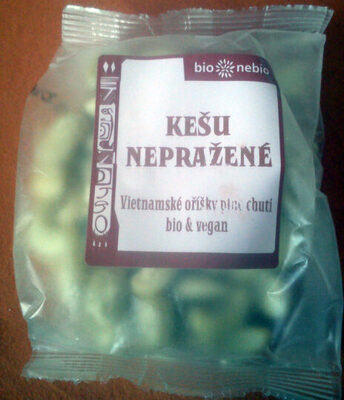 bio nebio
KEŠU
NEPRAŽENÉ
Vietnamské oříšky plné chuti
bio & vegan